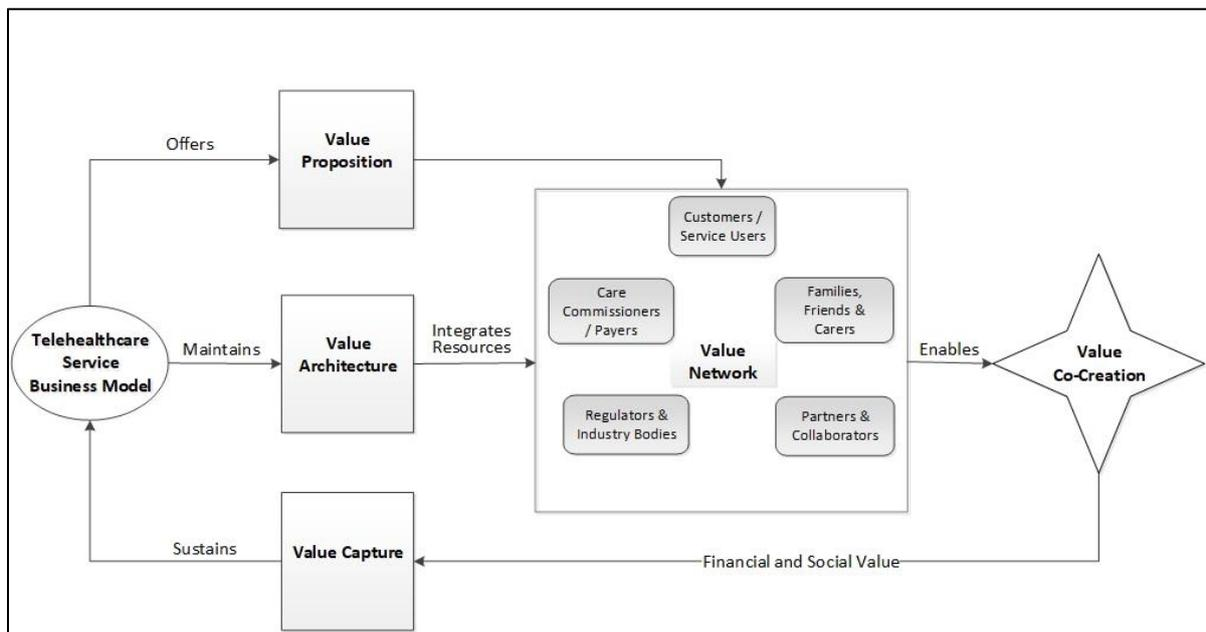 Offers
Value
Proposition
Customers /
Service Users
Care
Commissioners
/ Payers
Families,
Friends &
Carers
Telehealthcare
Service
Business Model
Maintains
Value
Architecture
Integrates
Resources
Value
Network
Enables
Value
Co-Creation
Regulators &
Industry Bodies
Partners &
Collaborators
Sustains
Value Capture
Financial and Social Value